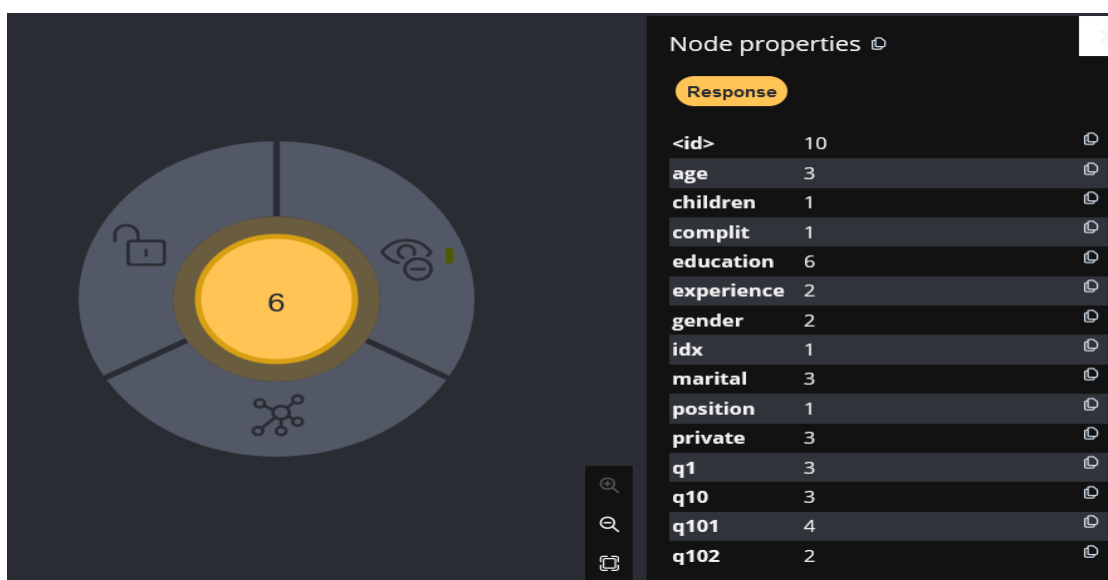 6
Node properties
Response
<id> 10
age 3
children 1
complit 1
education 6
experience 2
gender 2
idx 1
marital 3
position 1
private 3
q1 3
q10 3
q101 4
q102 2